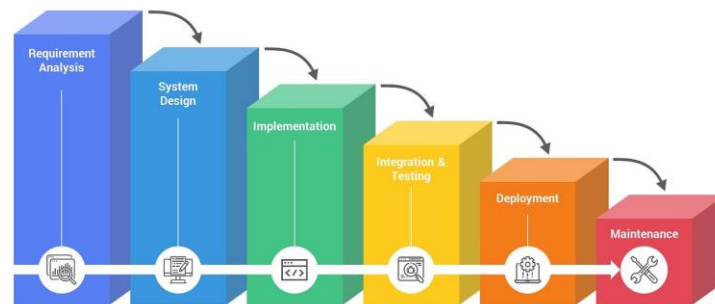 Requirement
Analysis
System
Design
Implementation
Integration &
Testing
Deployment
Maintenance